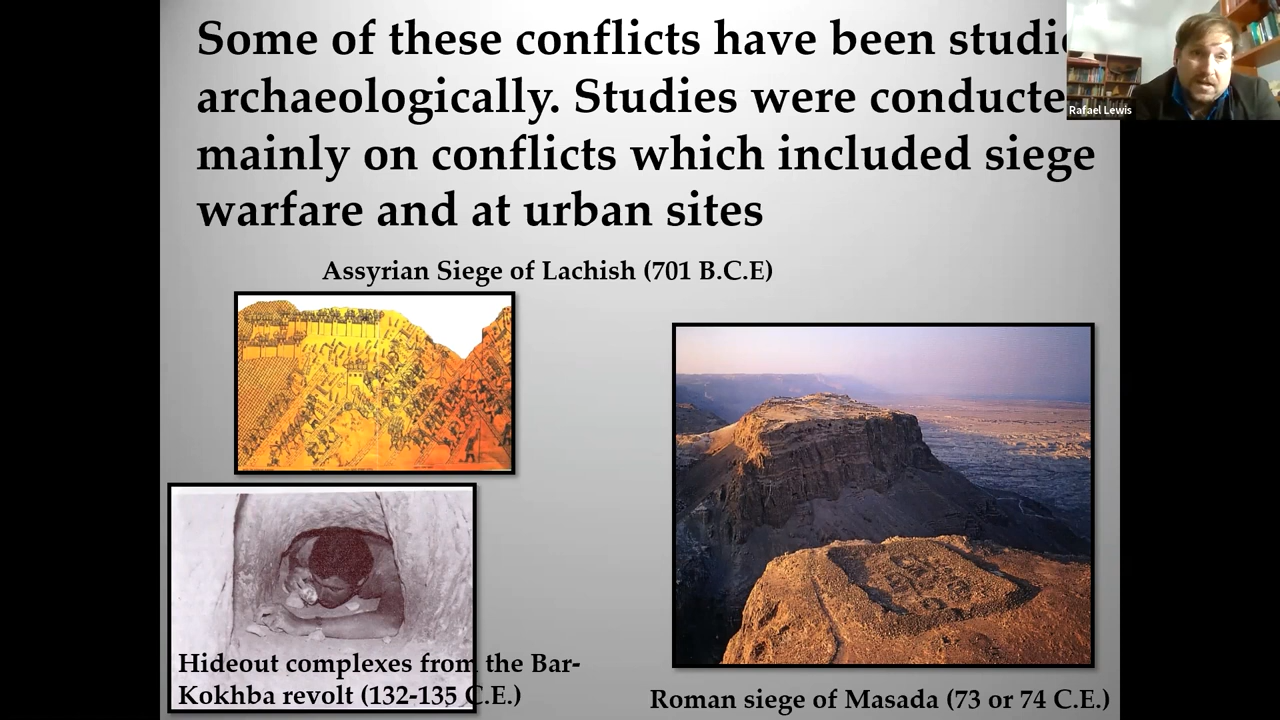 Some of these conflicts have been
archaeologically. Studies were
mainly on conflicts which included siege
warfare and at urban sites
Rafael Lewis
Assyrian Siege of Lachish (701 B.C.E)
Hideout complexes from the Bar-
Kokhba revolt (132-135 C.E.)
Roman siege of Masada (73 or 74 C.E.)